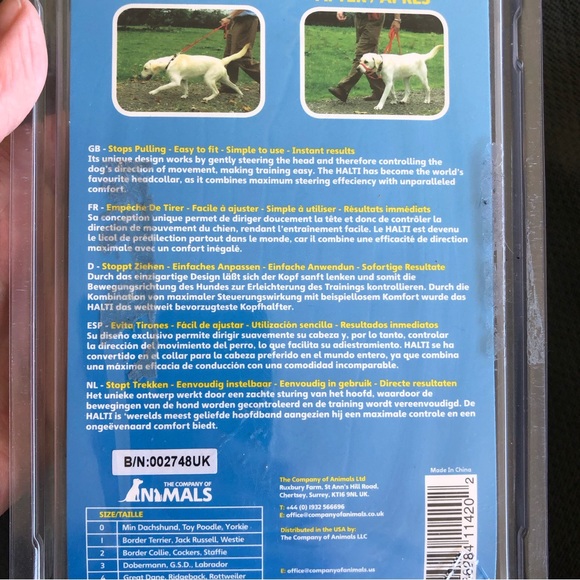 AFTER / APRÈS
GB - Stops Pulling - Easy to fit - Simple to use - Instant results
Its unique design works by gently steering the head and therefore controlling the
dog's direction of movement, making training easy. The HALTI has become the world's
favourite headcollar, as it combines maximum steering effeciency with unparalleled
comfort.
FR - Empêche De Tirer - Facile à ajuster - Simple à utiliser - Résultats immédiats
Sa conception unique permet de diriger doucement la tête et donc de contrôler la
direction de mouvement du chien, rendant l'entraînement facile. Le HALTI est devenu
le licol de prédilection partout dans le monde, car il combine une efficacité de direction
maximale avec un confort inégalé.
D - Stoppt Ziehen - Einfaches Anpassen - Einfache Anwendun - Sofortige Resultate
Durch das einzigartige Design läßt sich der Kopf sanft lenken und somit die
Bewegungsrichtung des Hundes zur Erleichterung des Trainings kontrollieren. Durch die
Kombination von maximaler Steuerungswirkung mit beispiellosem Komfort wurde das
HALTI das weltweit bevorzugteste Kopfhalfter.
ESP - Evita Tirones - Fácil de ajustar - Utilización sencilla - Resultados inmediatos
Su diseño exclusivo permite dirigir suavemente su cabeza y, por lo tanto, controlar
la dirección del movimiento del perro, lo que facilita su adiestramiento. HALTI se ha
convertido en el collar para la cabeza preferido en el mundo entero, ya que combina
una máxima eficacia de conducción con una comodidad incomparable.
NL - Stopt Trekken - Eenvoudig instelbaar - Eenvoudig in gebruik - Directe resultaten
Het unieke ontwerp werkt door een zachte sturing van het hoofd, waardoor de
bewegingen van de hond worden gecontroleerd en de training wordt vereenvoudigd. De
HALTI is 'werelds meest geliefde hoofdband aangezien hij een maximale controle en een
ongeëvenaard comfort biedt.
B/N:002748UK
THE COMPANY OF
ANIMALS
SIZE/TAILLE
0 Min Dachshund, Toy Poodle, Yorkie
1 Border Terrier, Jack Russell, Westie
2 Border Collie, Cockers, Staffie
3 Dobermann, G.S.D., Labrador
4 Great Dane, Ridgeback, Rottweiler
The Company of Animals Ltd
Ruxbury Farm, St Ann's Hill Road,
Chertsey, Surrey, KT16 9NL UK.
T: +44 (0) 1932 566696
E: office@companyofanimals.co.uk
Distributed in the USA by:
The Company of Animals LLC
E: office@companyofanimals.us
Made In China
56284 11420 2